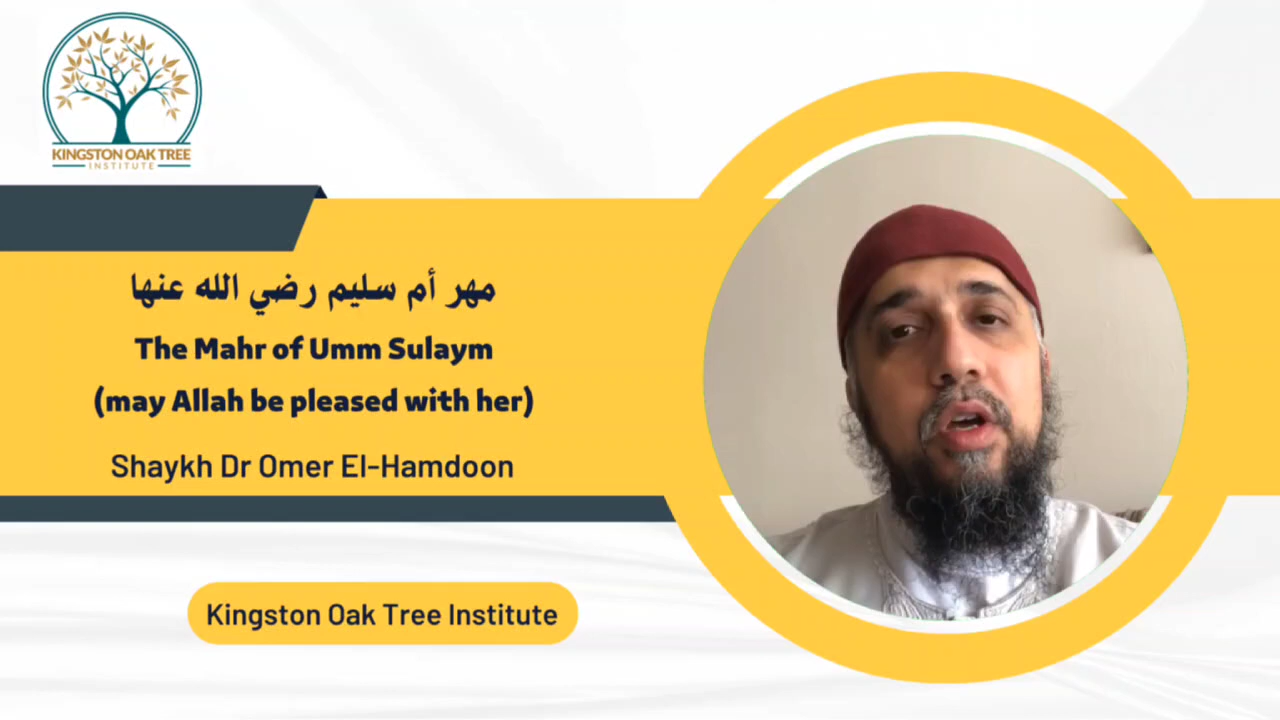 KINGSTON OAK TREE
INSTITUTE
مهر أم سليم رضي الله عنها
The Mahr of Umm Sulaym
(may Allah be pleased with her)
Shaykh Dr Omer El-Hamdoon
Kingston Oak Tree Institute